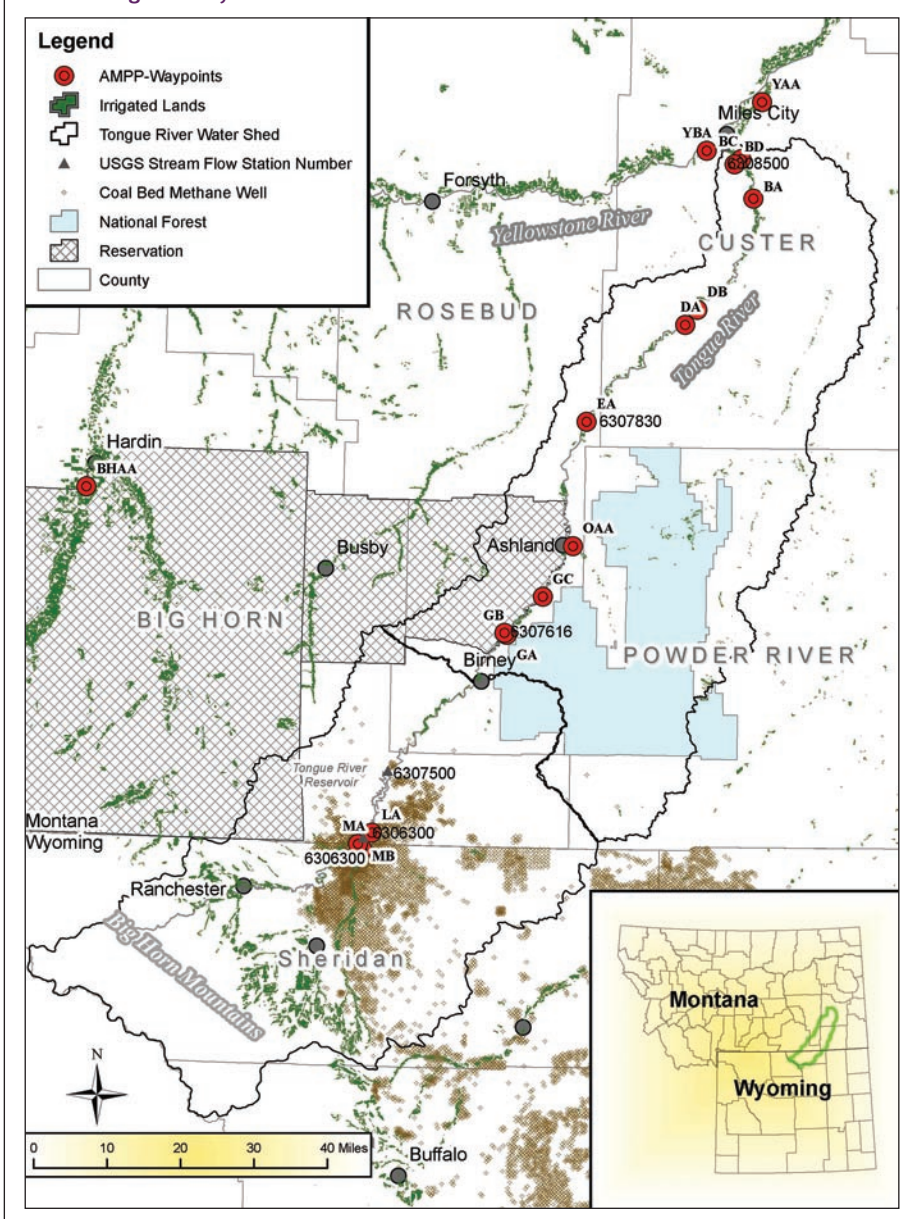 Legend
AMPP-Waypoints
Irrigated Lands
Tongue River Water Shed
USGS Stream Flow Station Number
Coal Bed Methane Well
National Forest
Reservation
County
YAA
Miles City
YBA
BC
BD
6308500
BA
Forsyth
Yellowstone River
CUSTER
ROSEBUD
DB
DA
Tongue River
EA
6307830
Hardin
BHAA
OAA
Ashland
Busby
GC
BIG HORN
GB
6307616
GA
POWDER RIVER
Birney
Tongue River
Reservoir
6307500
Montana
Wyoming
MA
LA
6306300
6306300
MB
Ranchester
Big Horn Mountains
Sheridan
N
0 10 20 30 40 Miles
Buffalo
Montana
Wyoming